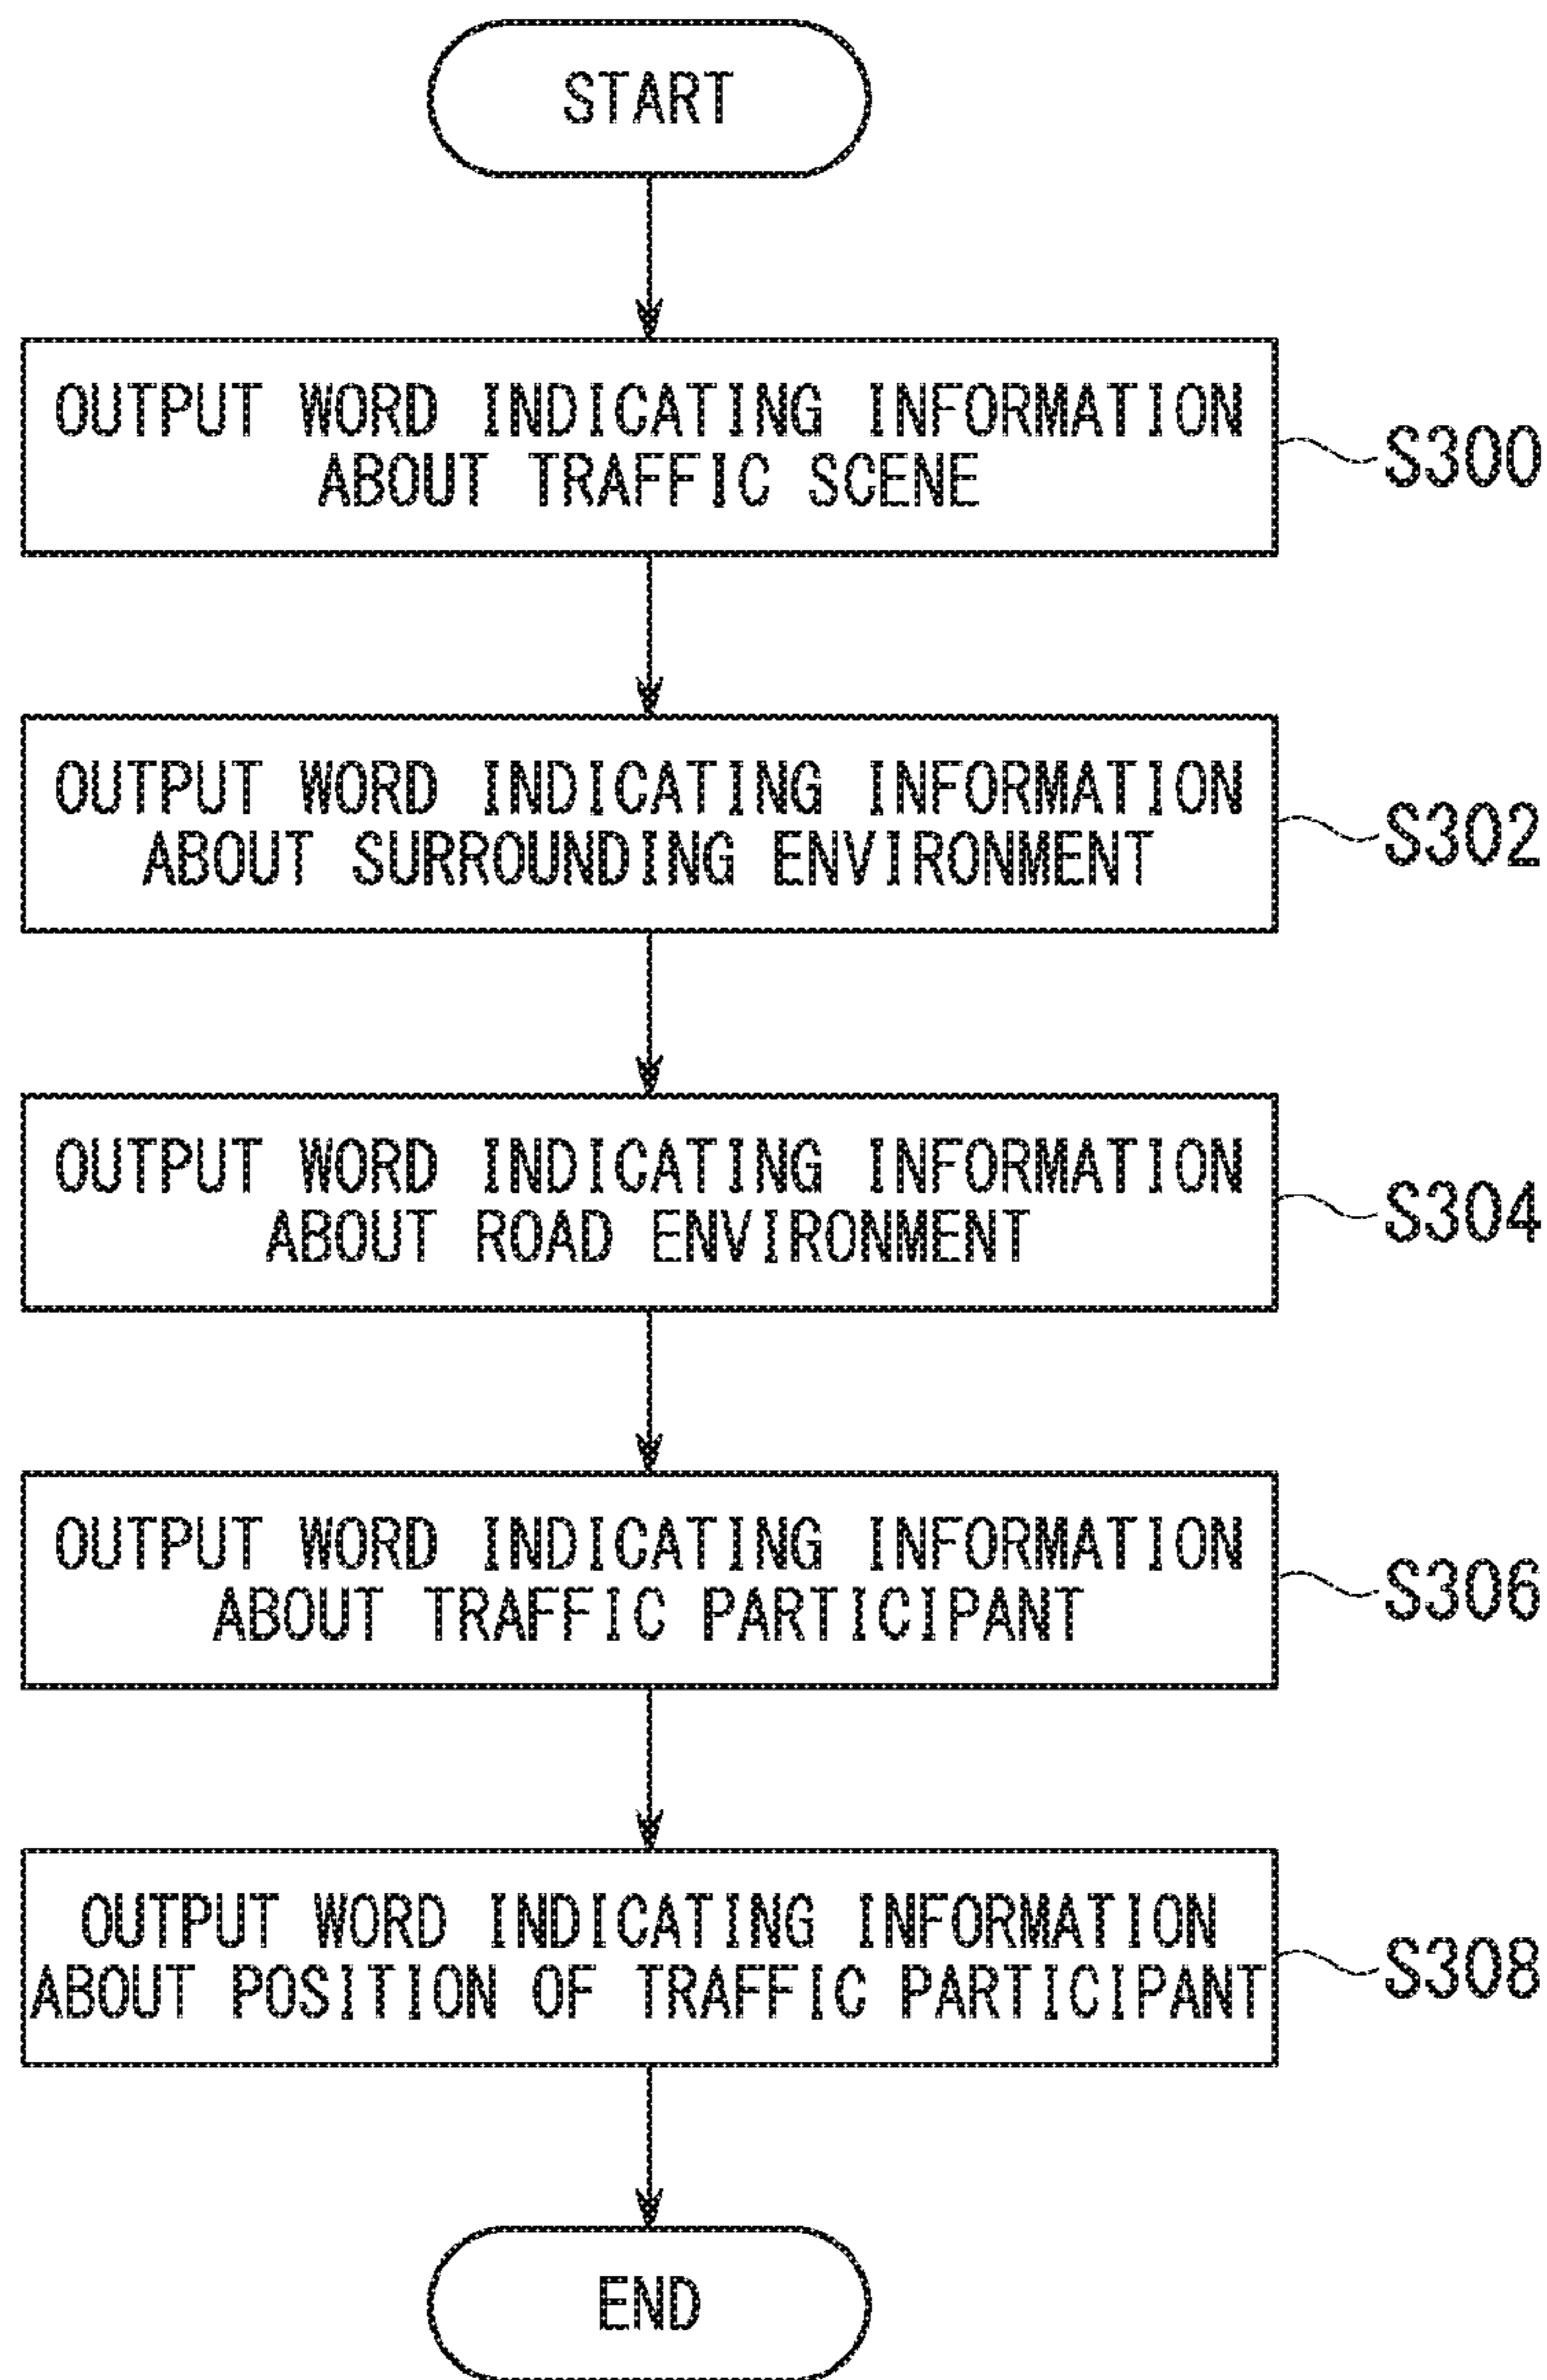 START
OUTPUT WORD INDICATING INFORMATION
ABOUT TRAFFIC SCENE
S300
OUTPUT WORD INDICATING INFORMATION
ABOUT SURROUNDING ENVIRONMENT
S302
OUTPUT WORD INDICATING INFORMATION
ABOUT ROAD ENVIRONMENT
S304
OUTPUT WORD INDICATING INFORMATION
ABOUT TRAFFIC PARTICIPANT
S306
OUTPUT WORD INDICATING INFORMATION
ABOUT POSITION OF TRAFFIC PARTICIPANT
S308
END